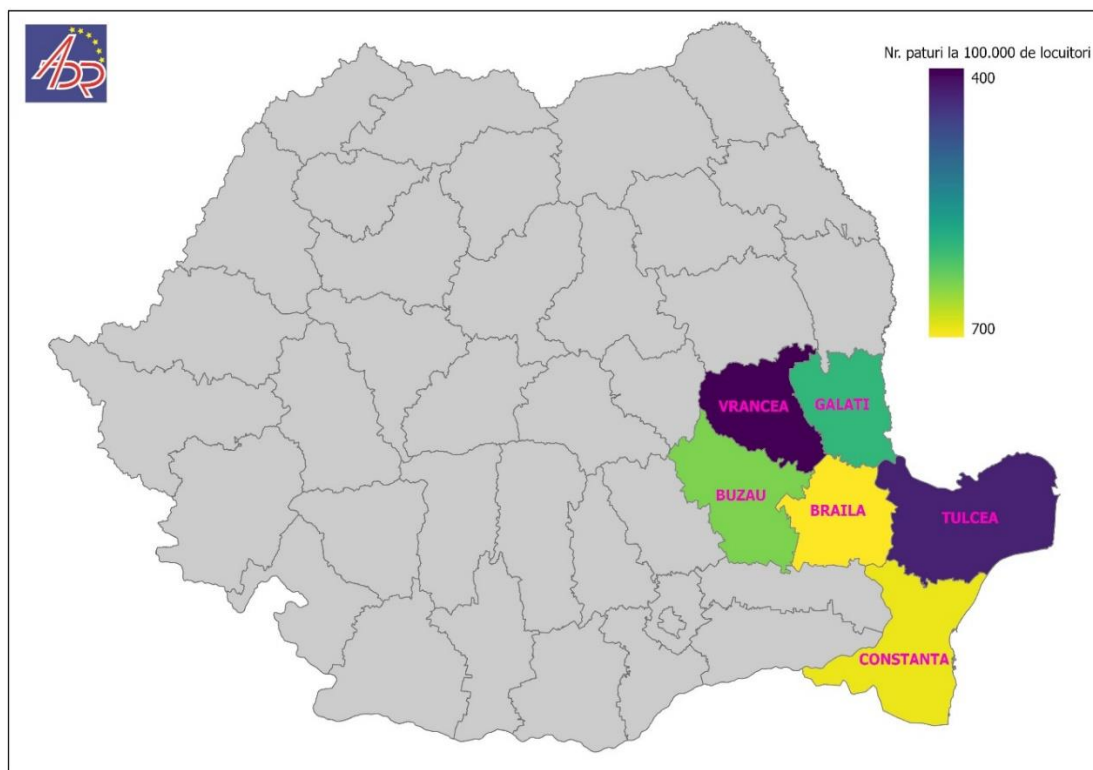 ADR
Nr. paturi la 100.000 de locuitori
400
700
VRANCEA
GALATI
BUZAU
BRAILA
TULCEA
CONSTANTA